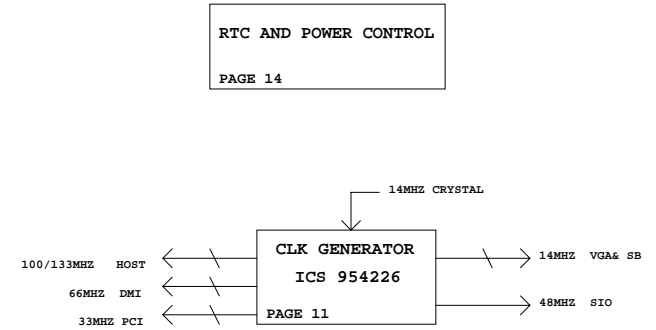 RTC AND POWER CONTROL
PAGE 14
14MHZ CRYSTAL
CLK GENERATOR
ICS 954226
PAGE 11
100/133MHZ HOST
66MHZ DMI
33MHZ PCI
14MHZ VGA& SB
48MHZ SIO